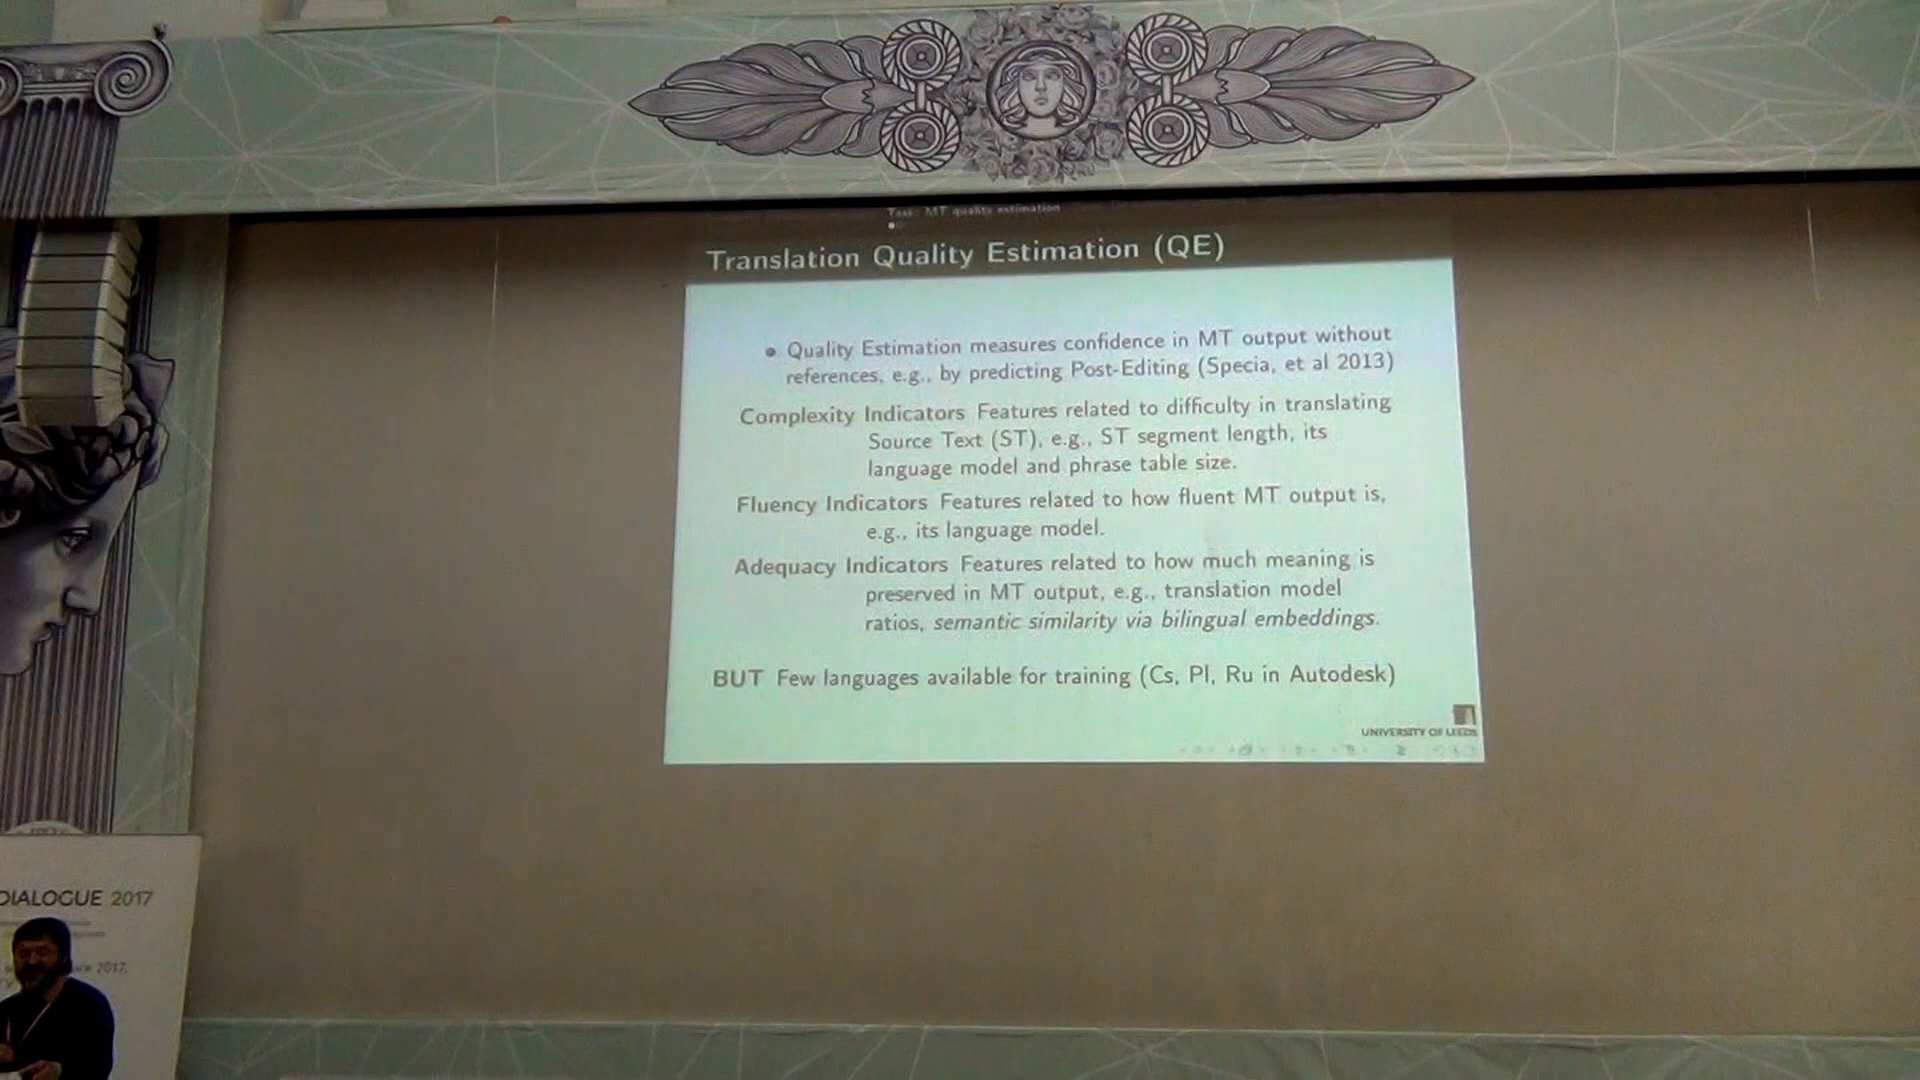 Task: MT quality estimation
Translation Quality Estimation (QE)
• Quality Estimation measures confidence in MT output without
references, e.g., by predicting Post-Editing (Specia, et al 2013)
Complexity Indicators Features related to difficulty in translating
Source Text (ST), e.g., ST segment length, its
language model and phrase table size.
Fluency Indicators Features related to how fluent MT output is,
e.g., its language model.
Adequacy Indicators Features related to how much meaning is
preserved in MT output, e.g., translation model
ratios, semantic similarity via bilingual embeddings.
BUT Few languages available for training (Cs, Pl, Ru in Autodesk)
UNIVERSITY OF LEEDS
DIALOGUE 2017
2017,